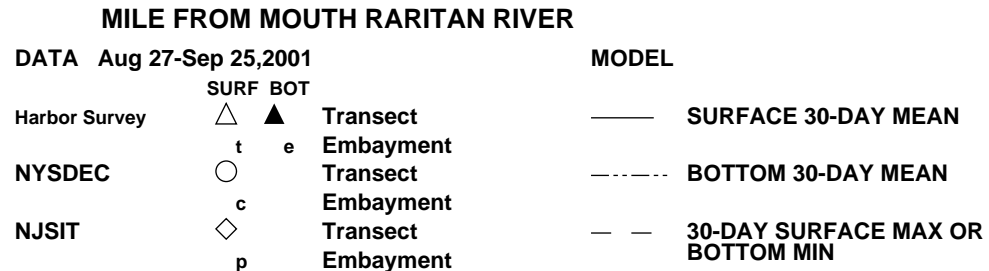 MILE FROM MOUTH RARITAN RIVER
DATA Aug 27-Sep 25,2001 MODEL
SURF BOT
Harbor Survey Transect SURFACE 30-DAY MEAN
t e Embayment
NYSDEC Transect BOTTOM 30-DAY MEAN
c Embayment
NJSIT Transect 30-DAY SURFACE MAX OR
BOTTOM MIN
p Embayment